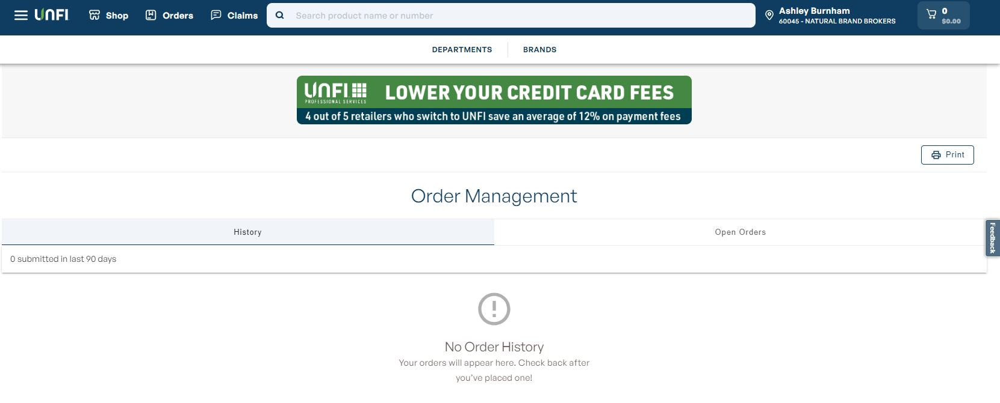 UNFI
Shop
Orders
Claims
Search product name or number
Ashley Burnham
60045 - NATURAL BRAND BROKERS
0
$0.00
DEPARTMENTS
BRANDS
UNFI
PROFESSIONAL SERVICES
LOWER YOUR CREDIT CARD FEES
4 out of 5 retailers who switch to UNFI save an average of 12% on payment fees
Print
Order Management
History
Open Orders
Feedback
0 submitted in last 90 days
No Order History
Your orders will appear here. Check back after
you've placed one!